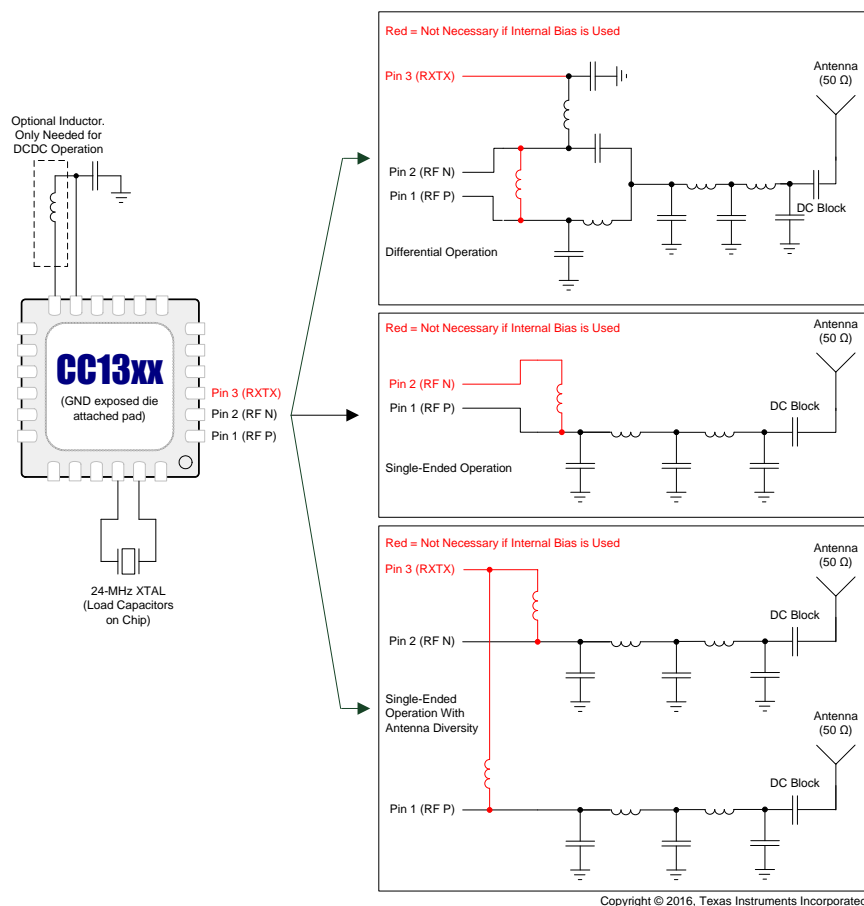 Optional Inductor.
Only Needed for
DCDC Operation
CC13xx
(GND exposed die
attached pad)
Pin 3 (RXTX)
Pin 2 (RF N)
Pin 1 (RF P)
24-MHz XTAL
(Load Capacitors
on Chip)
Red = Not Necessary if Internal Bias is Used
Antenna
(50 Ω)
Pin 3 (RXTX)
Pin 2 (RF N)
Pin 1 (RF P)
DC Block
Differential Operation
Red = Not Necessary if Internal Bias is Used
Antenna
(50 Ω)
Pin 2 (RF N)
Pin 1 (RF P)
DC Block
Single-Ended Operation
Red = Not Necessary if Internal Bias is Used
Antenna
(50 Ω)
Pin 3 (RXTX)
DC Block
Pin 2 (RF N)
Single-Ended
Operation With
Antenna Diversity
Antenna
(50 Ω)
DC Block
Pin 1 (RF P)
Copyright © 2016, Texas Instruments Incorporated